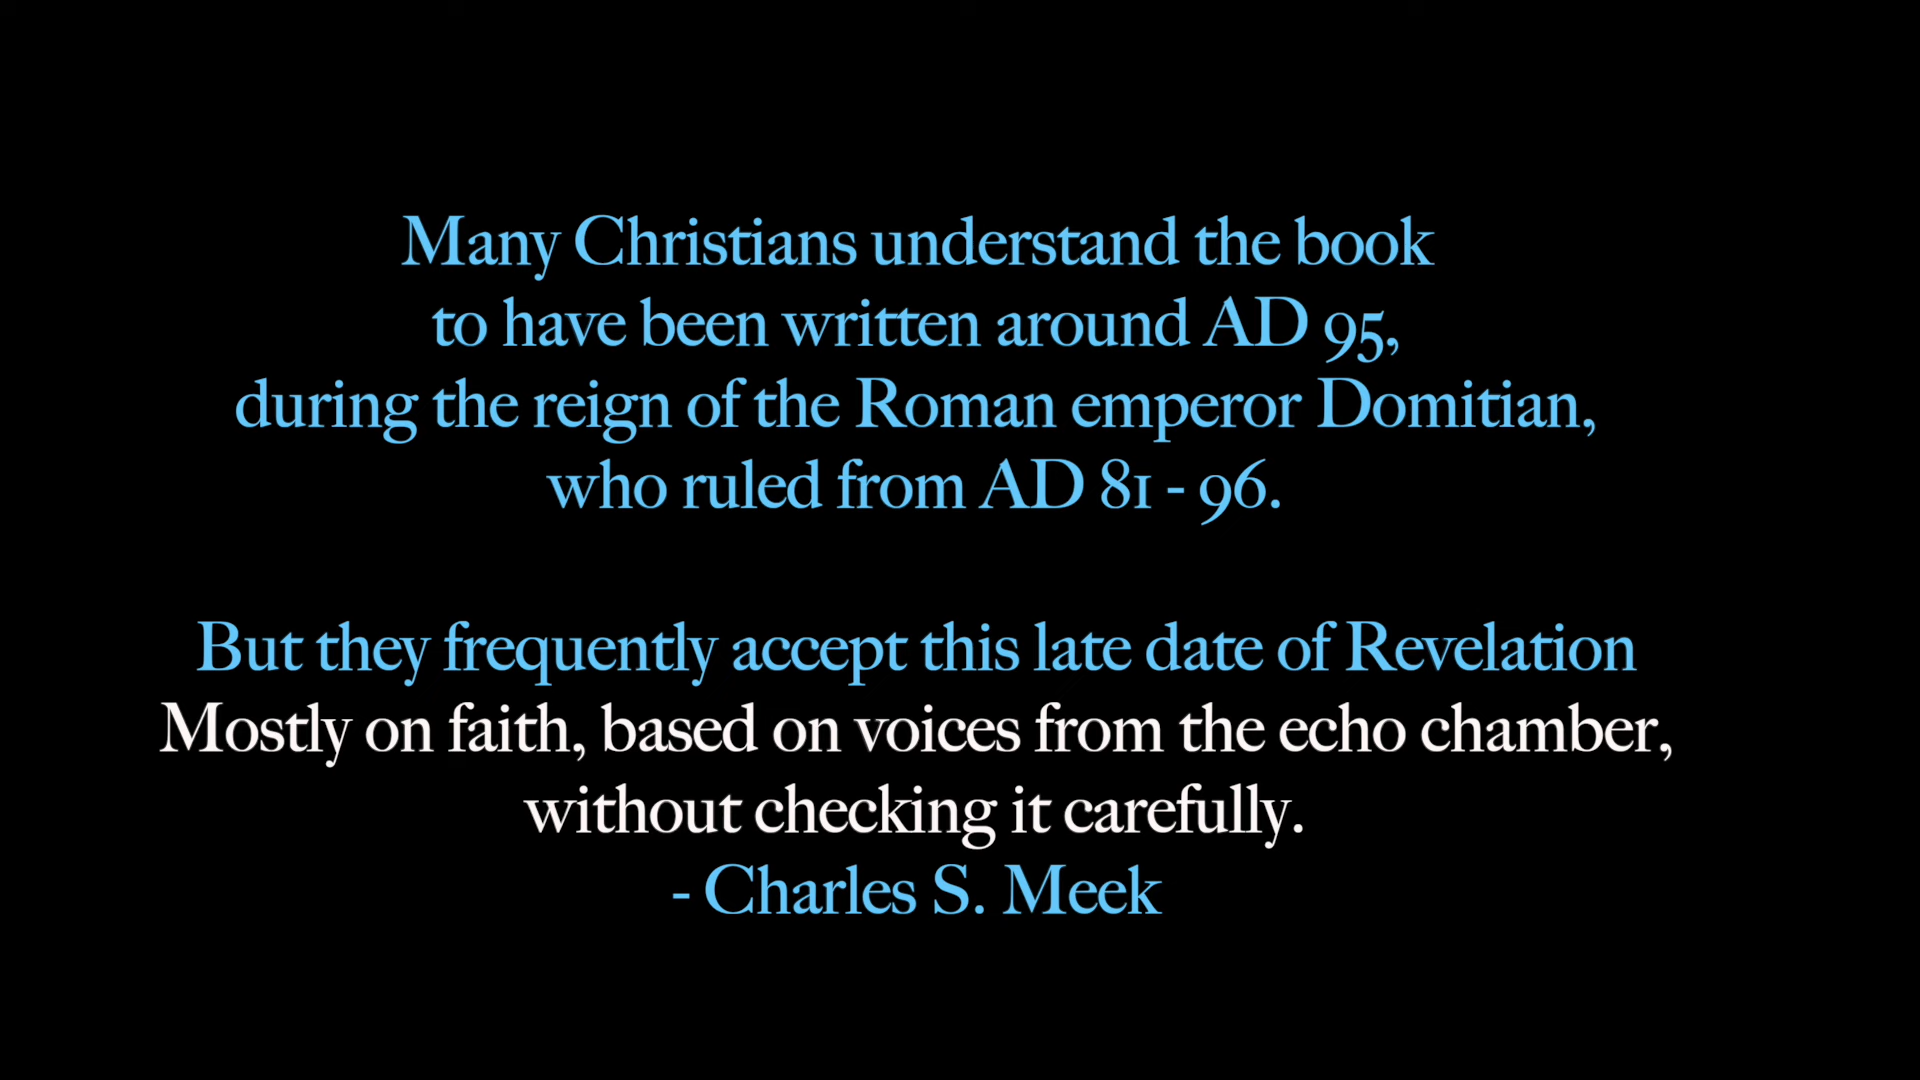 Many Christians understand the book
to have been written around AD 95,
during the reign of the Roman emperor Domitian,
who ruled from AD 81 - 96.
But they frequently accept this late date of Revelation
Mostly on faith, based on voices from the echo chamber,
without checking it carefully.
- Charles S. Meek